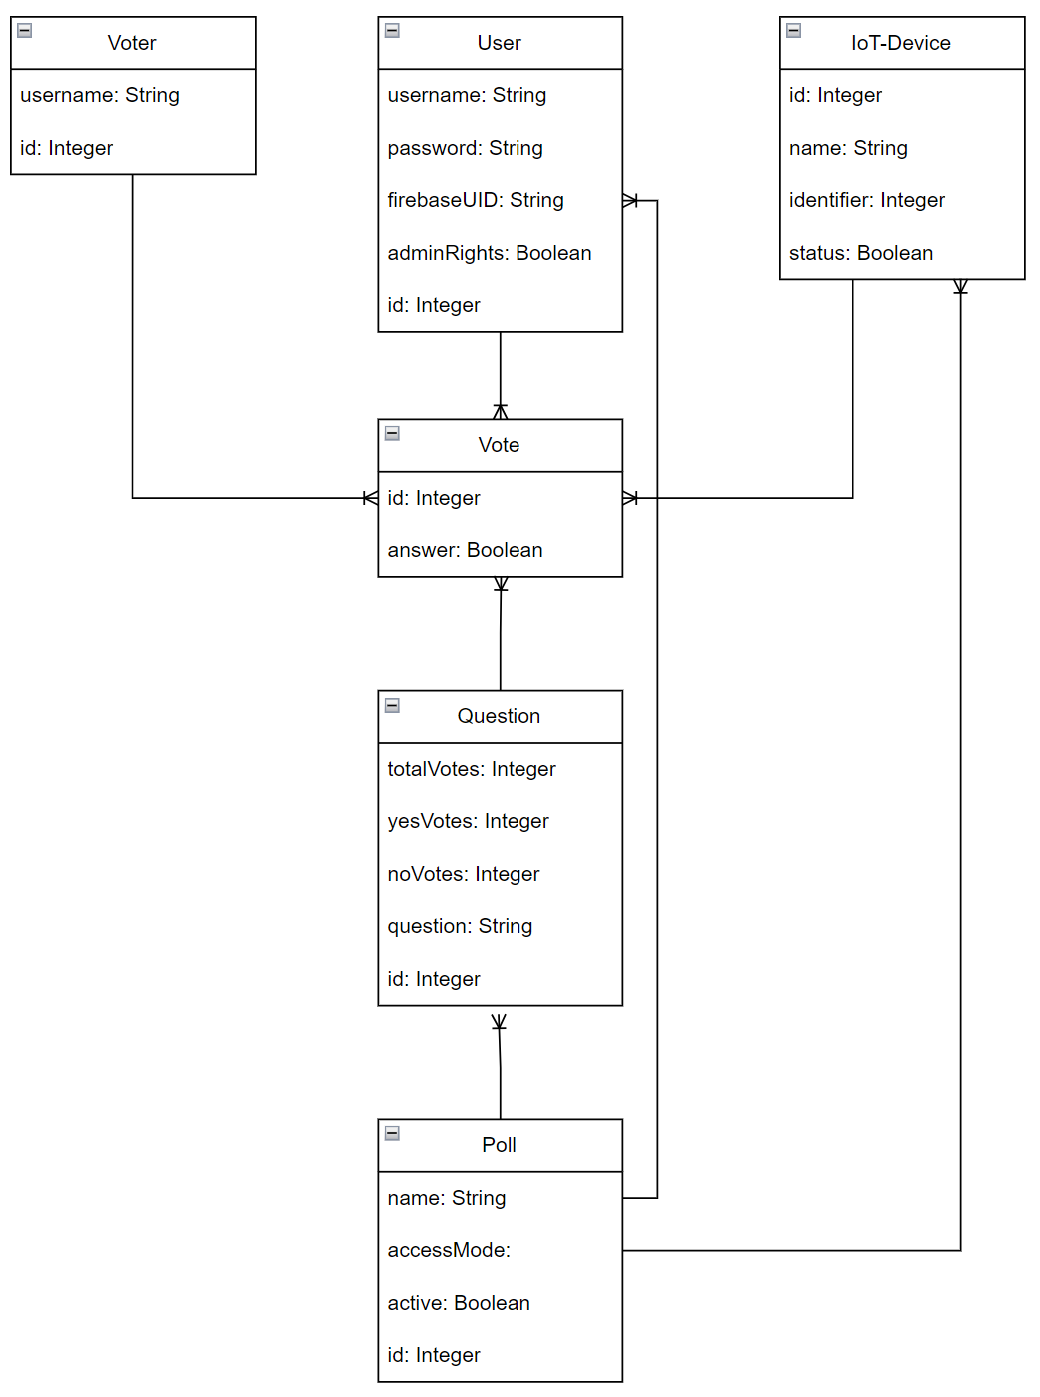 Voter
username: String
id: Integer
User
username: String
password: String
firebaseUID: String
adminRights: Boolean
id: Integer
IoT-Device
id: Integer
name: String
identifier: Integer
status: Boolean
Vote
id: Integer
answer: Boolean
Question
totalVotes: Integer
yesVotes: Integer
noVotes: Integer
question: String
id: Integer
Poll
name: String
accessMode:
active: Boolean
id: Integer